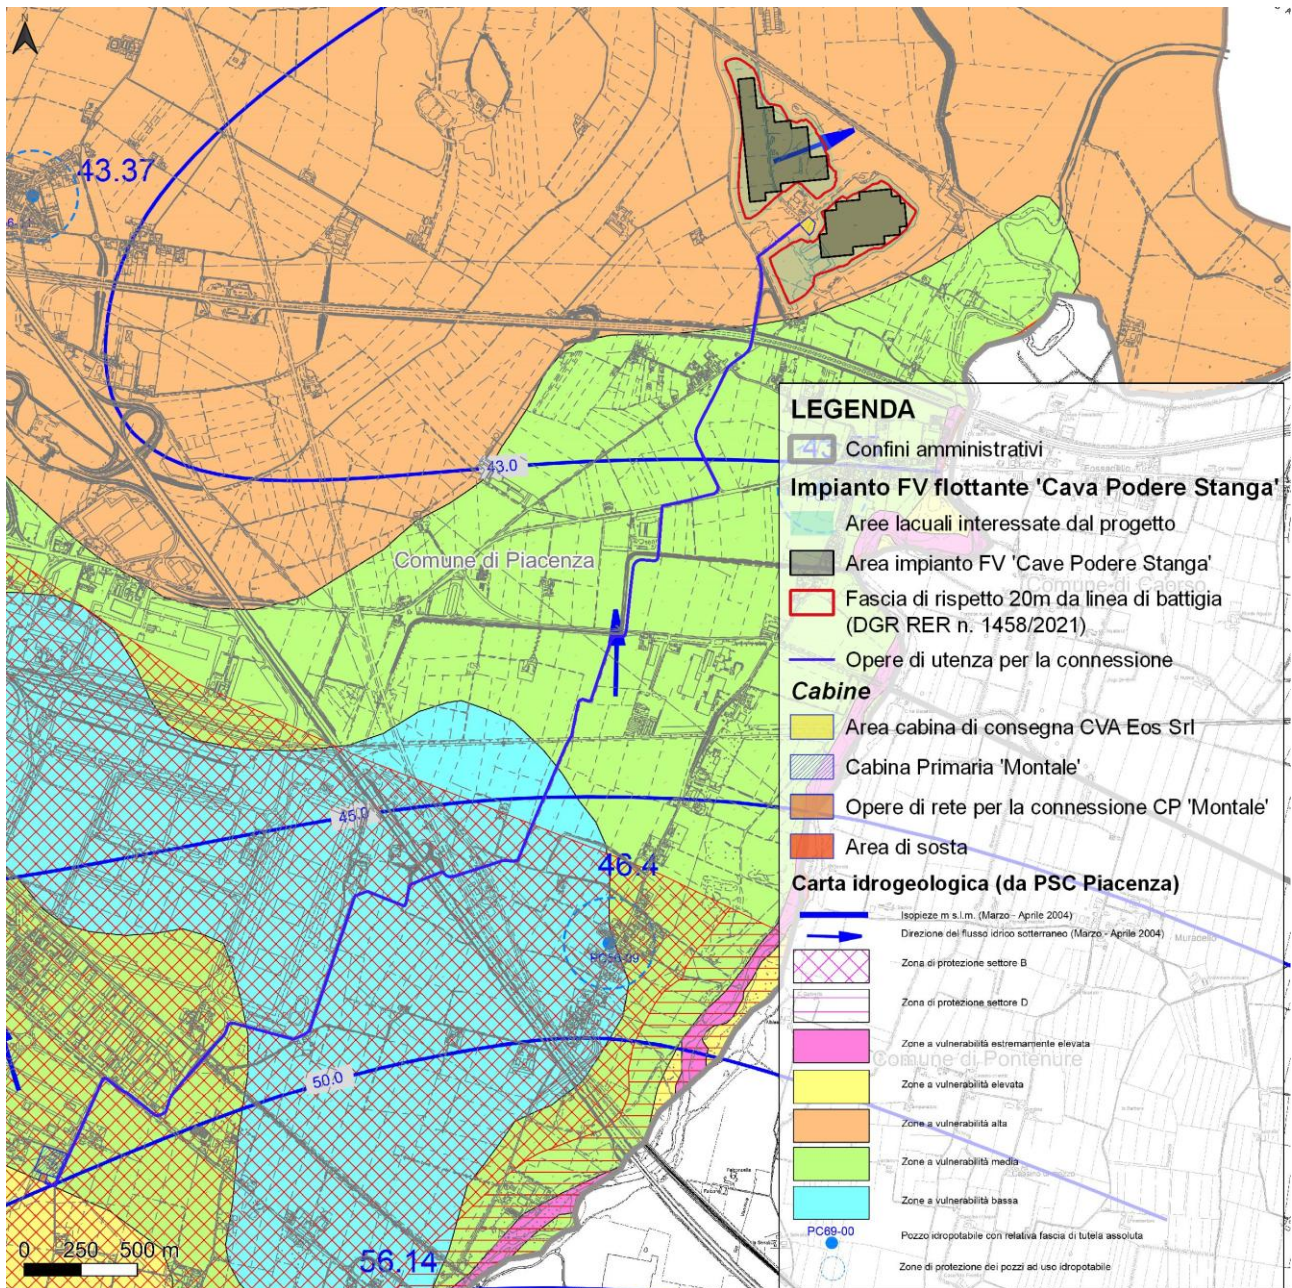 43.37
43.0
Comune di Piacenza
45.0
46.4
PC56-09
50.0
56.14
0 250 500 m
LEGENDA
Confini amministrativi
Impianto FV flottante 'Cava Podere Stanga'
Aree lacuali interessate dal progetto
Area impianto FV 'Cave Podere Stanga'
Fascia di rispetto 20m da linea di battigia
(DGR RER n. 1458/2021)
Opere di utenza per la connessione
Cabine
Area cabina di consegna CVA Eos Srl
Cabina Primaria 'Montale'
Opere di rete per la connessione CP 'Montale'
Area di sosta
Carta idrogeologica (da PSC Piacenza)
Isopieze m s.l.m. (Marzo - Aprile 2004)
Direzione del flusso idrico sotterraneo (Marzo - Aprile 2004)
Zona di protezione settore B
Zona di protezione settore D
Zone a vulnerabilità estremamente elevata
Zone a vulnerabilità elevata
Zone a vulnerabilità alta
Zone a vulnerabilità media
Zone a vulnerabilità bassa
PC69-00
Pozzo idropotabile con relativa fascia di tutela assoluta
Zone di protezione dei pozzi ad uso idropotabile
Fossadello
Comune di Caorso
Muradello
Comune di Pontenure